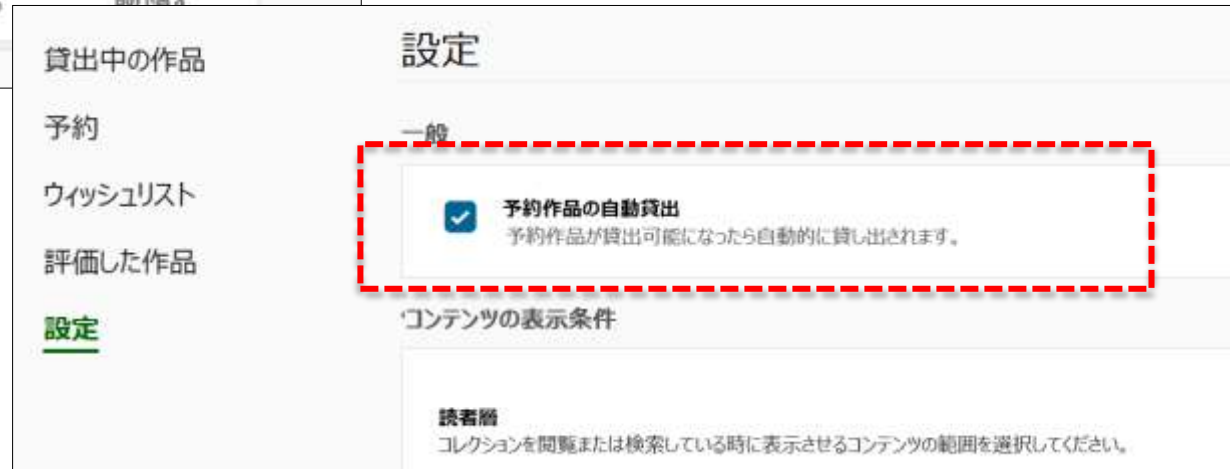 貸出中の作品
予約
ウィッシュリスト
評価した作品
設定
設定
一般
予約作品の自動貸出
予約作品が貸出可能になったら自動的に貸し出されます。
コンテンツの表示条件
読者層
コレクションを閲覧または検索している時に表示させるコンテンツの範囲を選択してください。